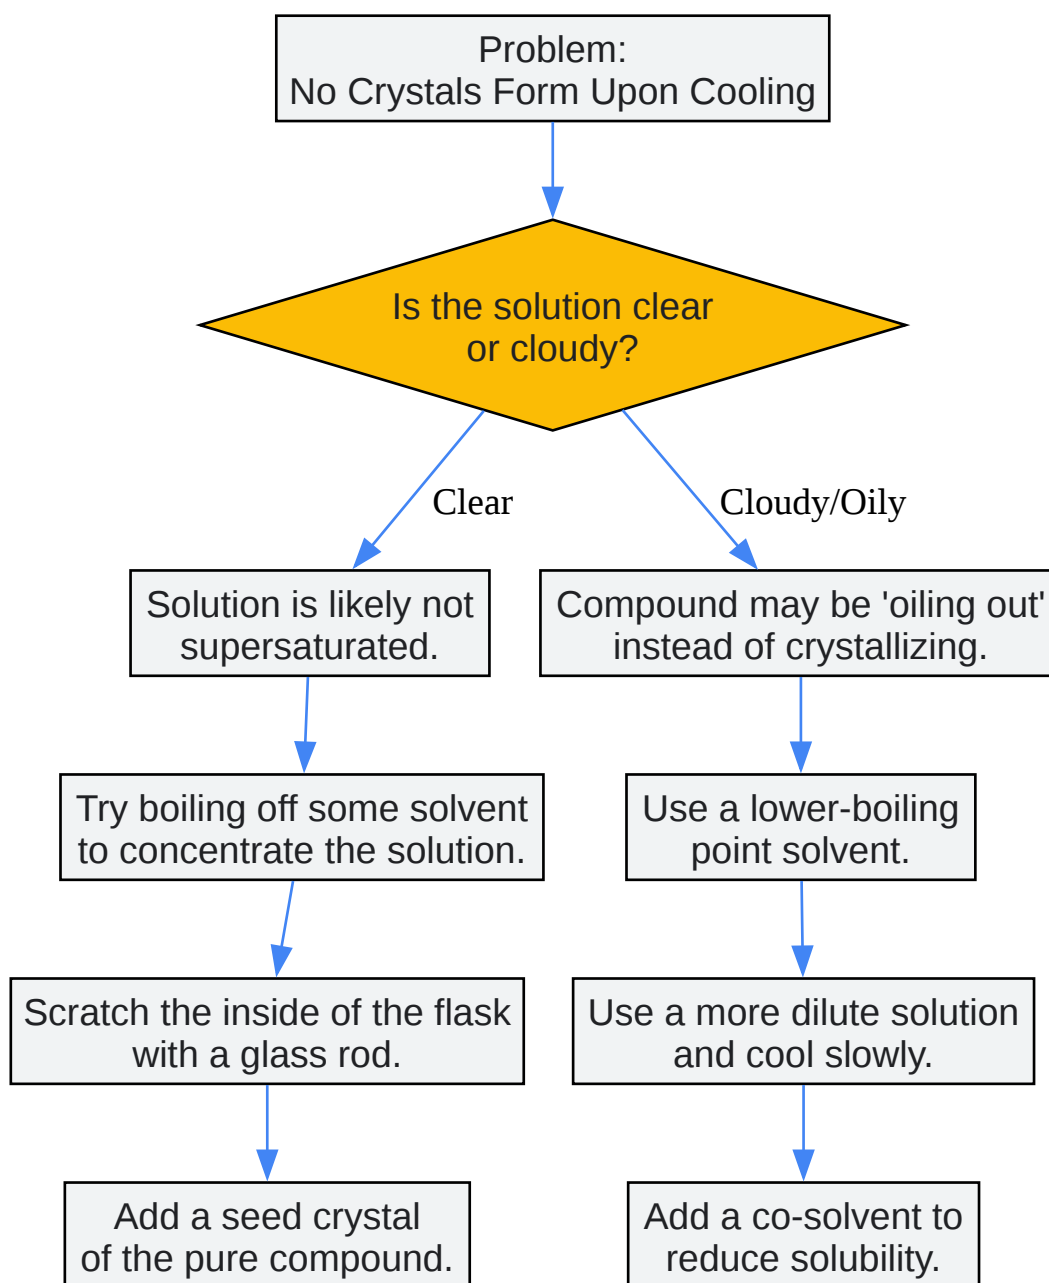 Problem:
No Crystals Form Upon Cooling
Is the solution clear
or cloudy?
Clear
Cloudy/Oily
Solution is likely not
supersaturated.
Compound may be 'oiling out'
instead of crystallizing.
Try boiling off some solvent
to concentrate the solution.
Use a lower-boiling
point solvent.
Scratch the inside of the flask
with a glass rod.
Use a more dilute solution
and cool slowly.
Add a seed crystal
of the pure compound.
Add a co-solvent to
reduce solubility.